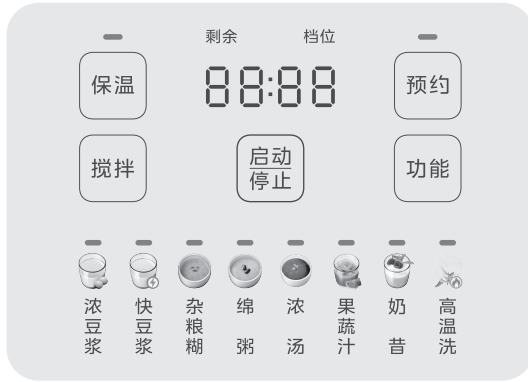 剩余 档位
保温
88:88
预约
搅拌
启动
停止
功能
浓豆浆
快豆浆
杂粮糊
绵粥
浓汤
果蔬汁
奶昔
高温洗